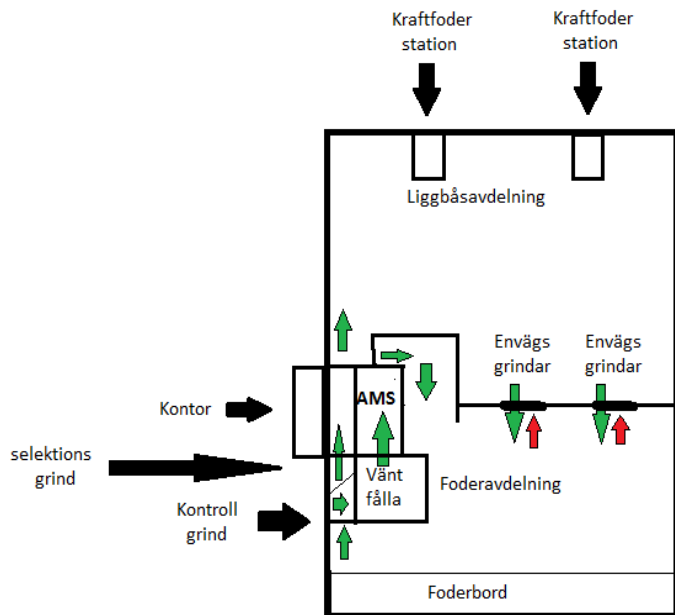 Kraftfoder
station
Kraftfoder
station
Liggbåsavdelning
Envägs
grindar
Envägs
grindar
AMS
Kontor
selektions
grind
Vänt
fålla
Foderavdelning
Kontroll
grind
Foderbord